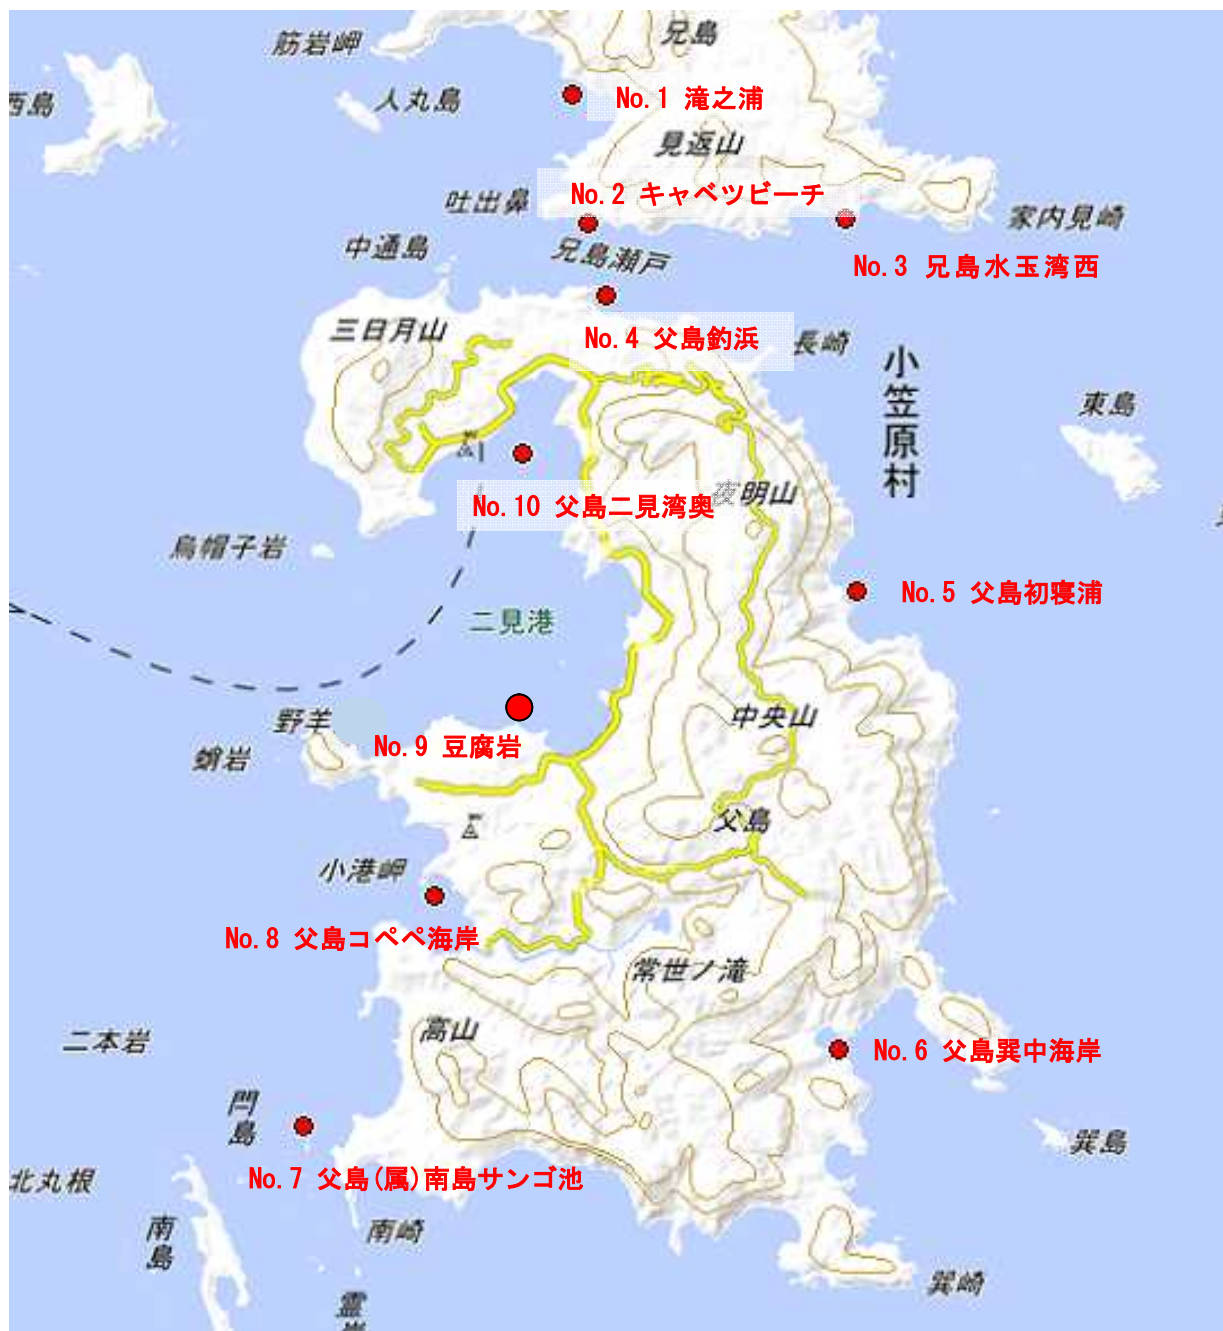 兄島
筋岩岬
西島
人丸島
No.1 滝之浦
見返山
吐出鼻
No.2 キャベツビーチ
家内見崎
中通島
兄島瀬戸
No.3 兄島水玉湾西
三日月山
No.4 父島釣浜
長崎
小笠原村
東島
夜明山
No.10 父島二見湾奥
烏帽子岩
No.5 父島初寝浦
二見港
野羊
中央山
No.9 豆腐岩
蛸岩
父島
小港岬
No.8 父島コペペ海岸
常世ノ滝
高山
二本岩
No.6 父島巽中海岸
閂島
巽島
北丸根
No.7 父島(属)南島サンゴ池
南島
南崎
巽崎